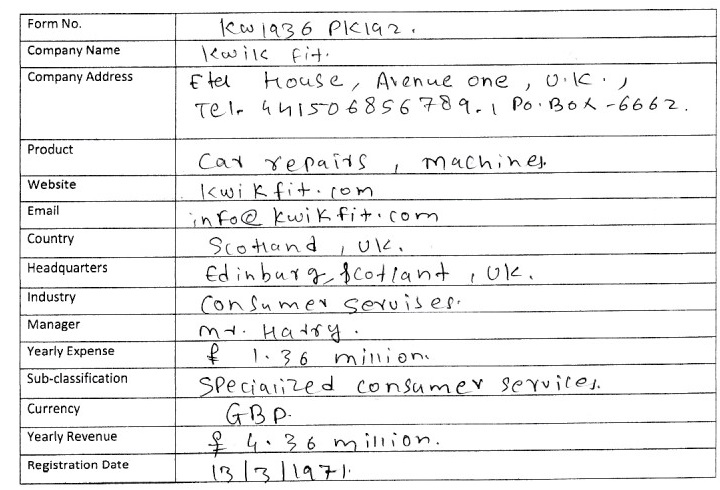 Form No. KW1936 PK192.
Company Name Kwik fit.
Company Address Etel House, Avenue one, U.K.,
Tel. 441506856789., Po.Box-6662.
Product Car repairs, machines.
Website kwikfit.com
Email info@kwikfit.com
Country Scotland, UK.
Headquarters Edinburg, Scotlant, UK.
Industry Consumer servises.
Manager Mr. Harry.
Yearly Expense £ 1.36 million.
Sub-classification Specialized consumer services.
Currency GBP.
Yearly Revenue £ 4.36 million.
Registration Date 13/3/1971.